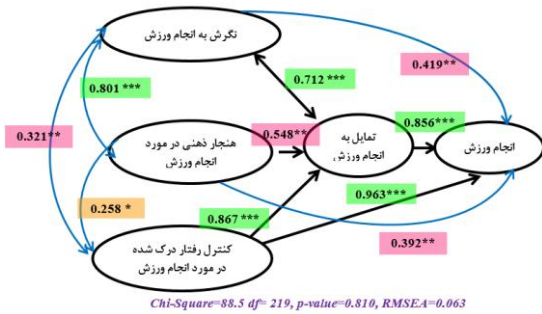 نگرش به انجام ورزش
0.419**
0.801 ***
0.712 ***
0.321**
هنجار ذهنی در مورد
انجام ورزش
0.548**
تمایل به
انجام ورزش
0.856***
انجام ورزش
0.258 *
0.867 ***
0.963***
کنترل رفتار درک شده
در مورد انجام ورزش
0.392**
Chi-Square=88.5 df= 219, p-value=0.810, RMSEA=0.063